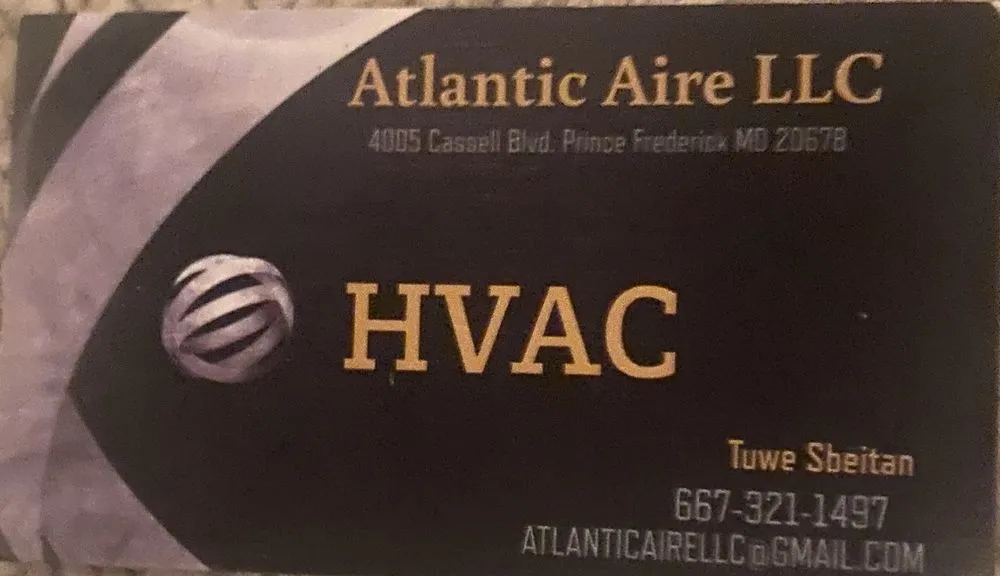 Atlantic Aire LLC
4005 Cassell Blvd. Prince Frederick MD 20678
HVAC
Tuwe Sbeitan
667-321-1497
ATLANTICAIRELLC@GMAIL.COM